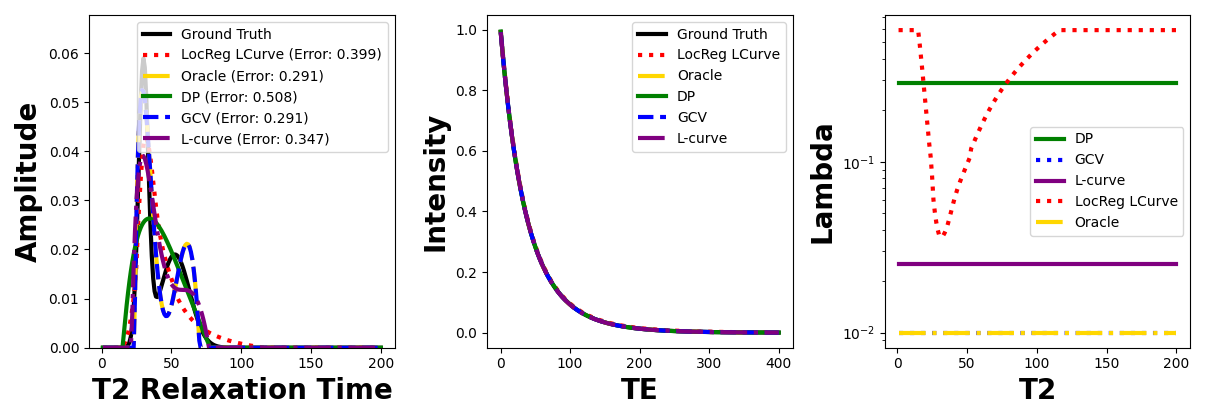 Amplitude
0.06
0.05
0.04
0.03
0.02
0.01
0.00
0
50
100
150
200
T2 Relaxation Time
Ground Truth
LocReg LCurve (Error: 0.399)
Oracle (Error: 0.291)
DP (Error: 0.508)
GCV (Error: 0.291)
L-curve (Error: 0.347)
Intensity
1.0
0.8
0.6
0.4
0.2
0.0
0
100
200
300
400
TE
Ground Truth
LocReg LCurve
Oracle
DP
GCV
L-curve
Lambda
10⁻¹
10⁻²
0
50
100
150
200
T2
DP
GCV
L-curve
LocReg LCurve
Oracle